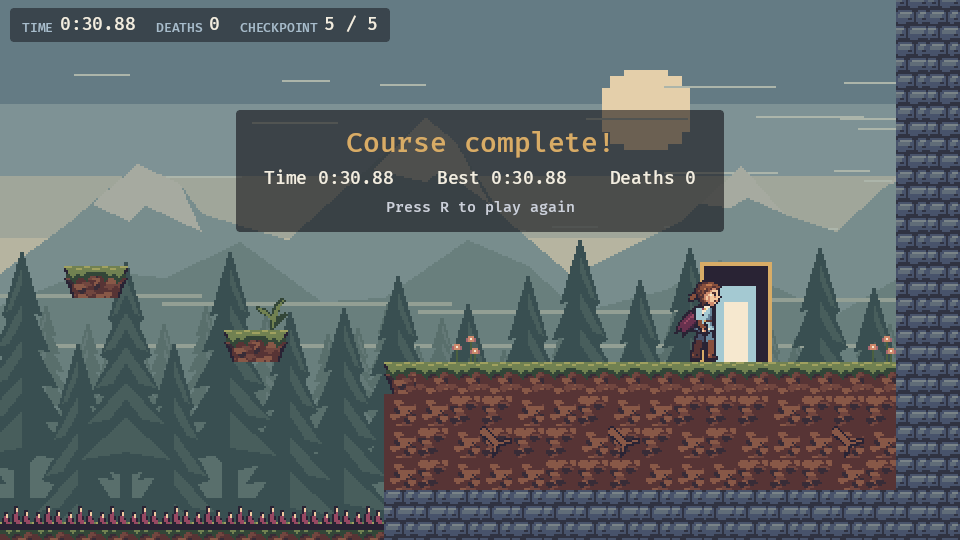 TIME 0:30.88 DEATHS 0 CHECKPOINT 5 / 5
Course complete!
Time 0:30.88 Best 0:30.88 Deaths 0
Press R to play again